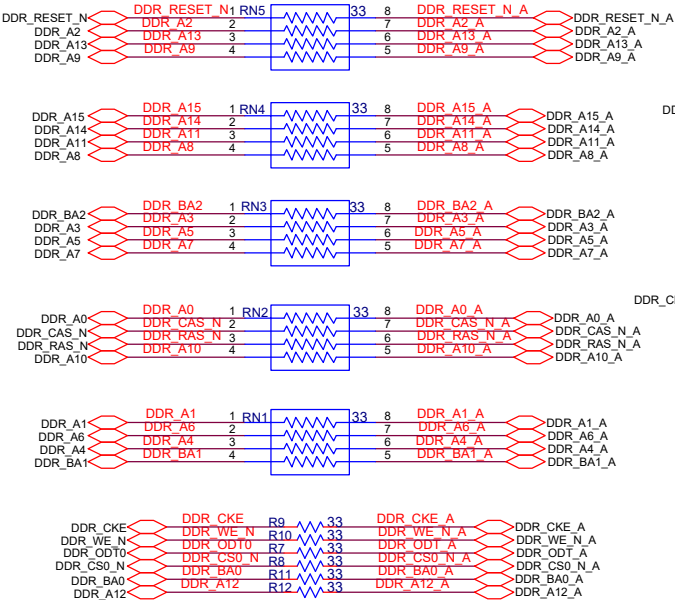 DDR_RESET_N DDR_RESET_N 1 RN5 33 8 DDR_RESET_N_A DDR_RESET_N_A
DDR_A2 DDR_A2 2 7 DDR_A2_A DDR_A2_A
DDR_A13 DDR_A13 3 6 DDR_A13_A DDR_A13_A
DDR_A9 DDR_A9 4 5 DDR_A9_A DDR_A9_A
DDR_A15 DDR_A15 1 RN4 33 8 DDR_A15_A DDR_A15_A
DDR_A14 DDR_A14 2 7 DDR_A14_A DDR_A14_A
DDR_A11 DDR_A11 3 6 DDR_A11_A DDR_A11_A
DDR_A8 DDR_A8 4 5 DDR_A8_A DDR_A8_A
DDR_BA2 DDR_BA2 1 RN3 33 8 DDR_BA2_A DDR_BA2_A
DDR_A3 DDR_A3 2 7 DDR_A3_A DDR_A3_A
DDR_A5 DDR_A5 3 6 DDR_A5_A DDR_A5_A
DDR_A7 DDR_A7 4 5 DDR_A7_A DDR_A7_A
DDR_A0 DDR_A0 1 RN2 33 8 DDR_A0_A DDR_A0_A
DDR_CAS_N DDR_CAS_N 2 7 DDR_CAS_N_A DDR_CAS_N_A
DDR_RAS_N DDR_RAS_N 3 6 DDR_RAS_N_A DDR_RAS_N_A
DDR_A10 DDR_A10 4 5 DDR_A10_A DDR_A10_A
DDR_A1 DDR_A1 1 RN1 33 8 DDR_A1_A DDR_A1_A
DDR_A6 DDR_A6 2 7 DDR_A6_A DDR_A6_A
DDR_A4 DDR_A4 3 6 DDR_A4_A DDR_A4_A
DDR_BA1 DDR_BA1 4 5 DDR_BA1_A DDR_BA1_A
DDR_CKE DDR_CKE R9 33 DDR_CKE_A DDR_CKE_A
DDR_WE_N DDR_WE_N R10 33 DDR_WE_N_A DDR_WE_N_A
DDR_ODT0 DDR_ODT0 R7 33 DDR_ODT_A DDR_ODT_A
DDR_CS0_N DDR_CS0_N R8 33 DDR_CS0_N_A DDR_CS0_N_A
DDR_BA0 DDR_BA0 R11 33 DDR_BA0_A DDR_BA0_A
DDR_A12 DDR_A12 R12 33 DDR_A12_A DDR_A12_A